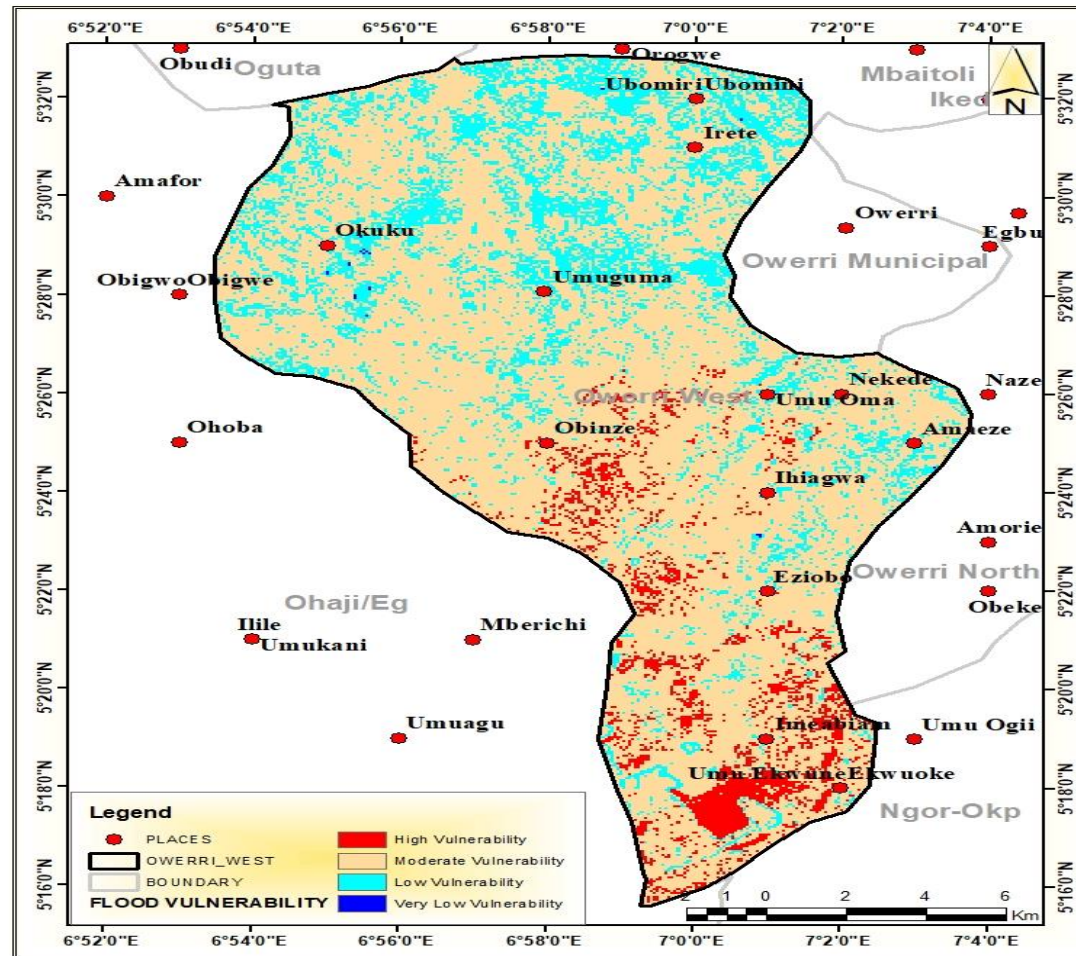 6°52'0"E 6°54'0"E 6°56'0"E 6°58'0"E 7°0'0"E 7°2'0"E 7°4'0"E
Obudi
Oguta
Orogwe
Mbaitoli
Iked
N
5°32'0"N 5°32'0"N
UbomiriUbomini
Irete
5°30'0"N 5°30'0"N
Amafor
Owerri
Egbu
Okuku
Owerri Municipal
5°28'0"N 5°28'0"N
ObigwoObigwe
Umuguma
5°26'0"N 5°26'0"N
Owerri West
Nekede
Naze
Umu Oma
Ohoba
Obinze
Amaeze
5°24'0"N 5°24'0"N
Ihiagwa
Amorie
5°22'0"N 5°22'0"N
Eziobo
Owerri North
Obeke
Ohaji/Eg
Ilile
Umukani
Mberichi
5°20'0"N 5°20'0"N
Umuagu
Imeabiam
Umu Ogii
5°18'0"N 5°18'0"N
Umu EkwuneEkwuoke
Ngor-Okp
5°16'0"N 5°16'0"N
Legend
PLACES
OWERRI_WEST
BOUNDARY
FLOOD VULNERABILITY
High Vulnerability
Moderate Vulnerability
Low Vulnerability
Very Low Vulnerability
2 1 0 2 4 6
Km
6°52'0"E 6°54'0"E 6°56'0"E 6°58'0"E 7°0'0"E 7°2'0"E 7°4'0"E